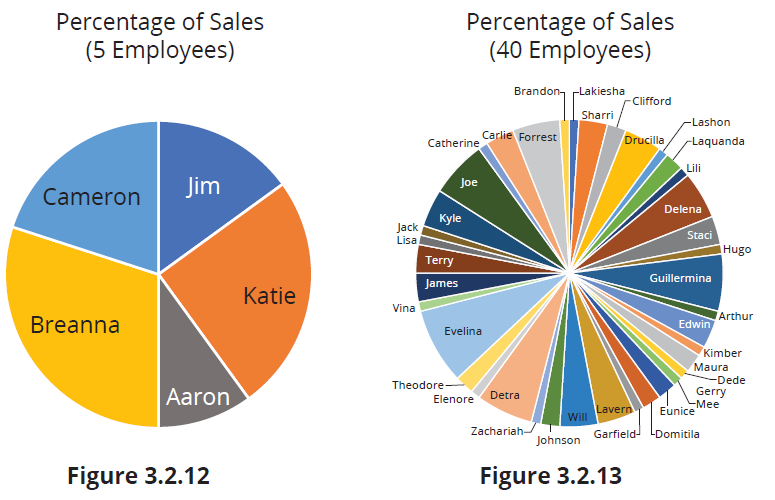 Percentage of Sales
(5 Employees)
Jim
Katie
Aaron
Breanna
Cameron
Figure 3.2.12
Percentage of Sales
(40 Employees)
Lakiesha
Sharri
Clifford
Drucilla
Lashon
Laquanda
Lili
Delena
Staci
Hugo
Guillermina
Arthur
Edwin
Kimber
Maura
Dede
Gerry
Mee
Eunice
Domitila
Garfield
Lavern
Will
Johnson
Zachariah
Detra
Elenore
Theodore
Evelina
Vina
James
Terry
Lisa
Jack
Kyle
Joe
Catherine
Carlie
Forrest
Brandon
Figure 3.2.13